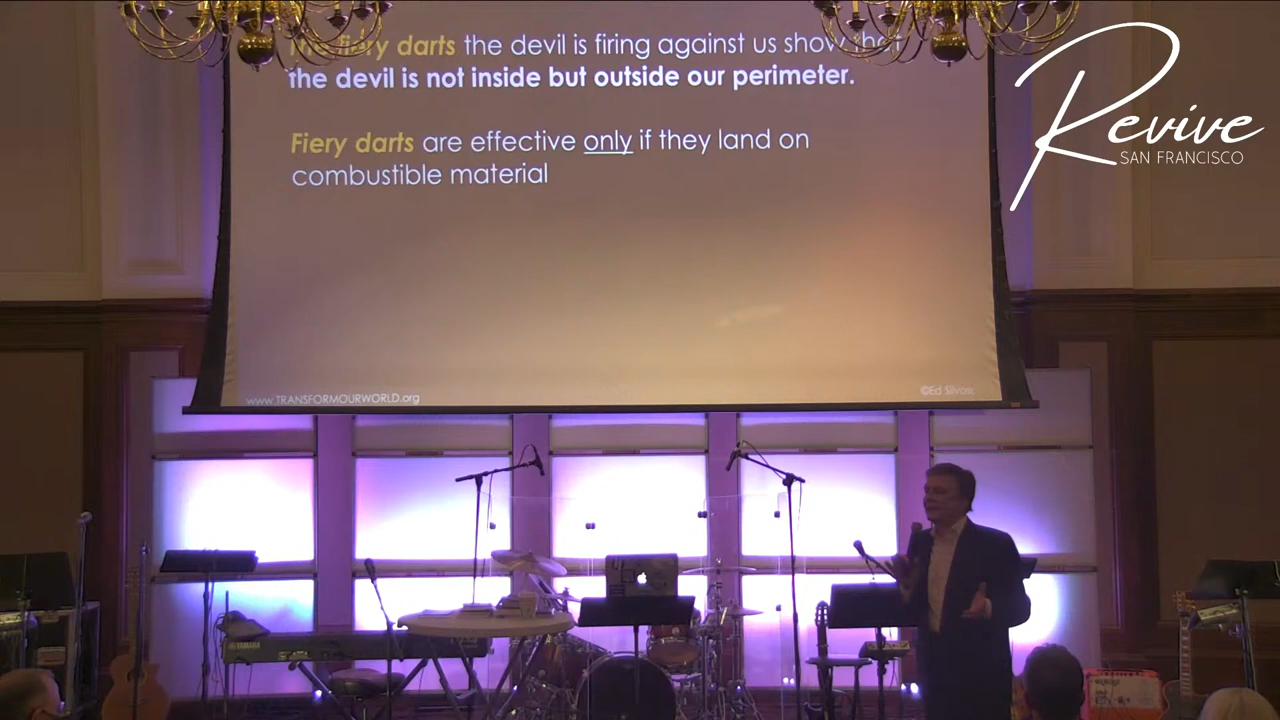 fiery darts the devil is firing against us show that
the devil is not inside but outside our perimeter.
Fiery darts are effective only if they land on
combustible material
www.TRANSFORMOURWORLD.org
©Ed Silvoso
Revive
SAN FRANCISCO
YAMAHA